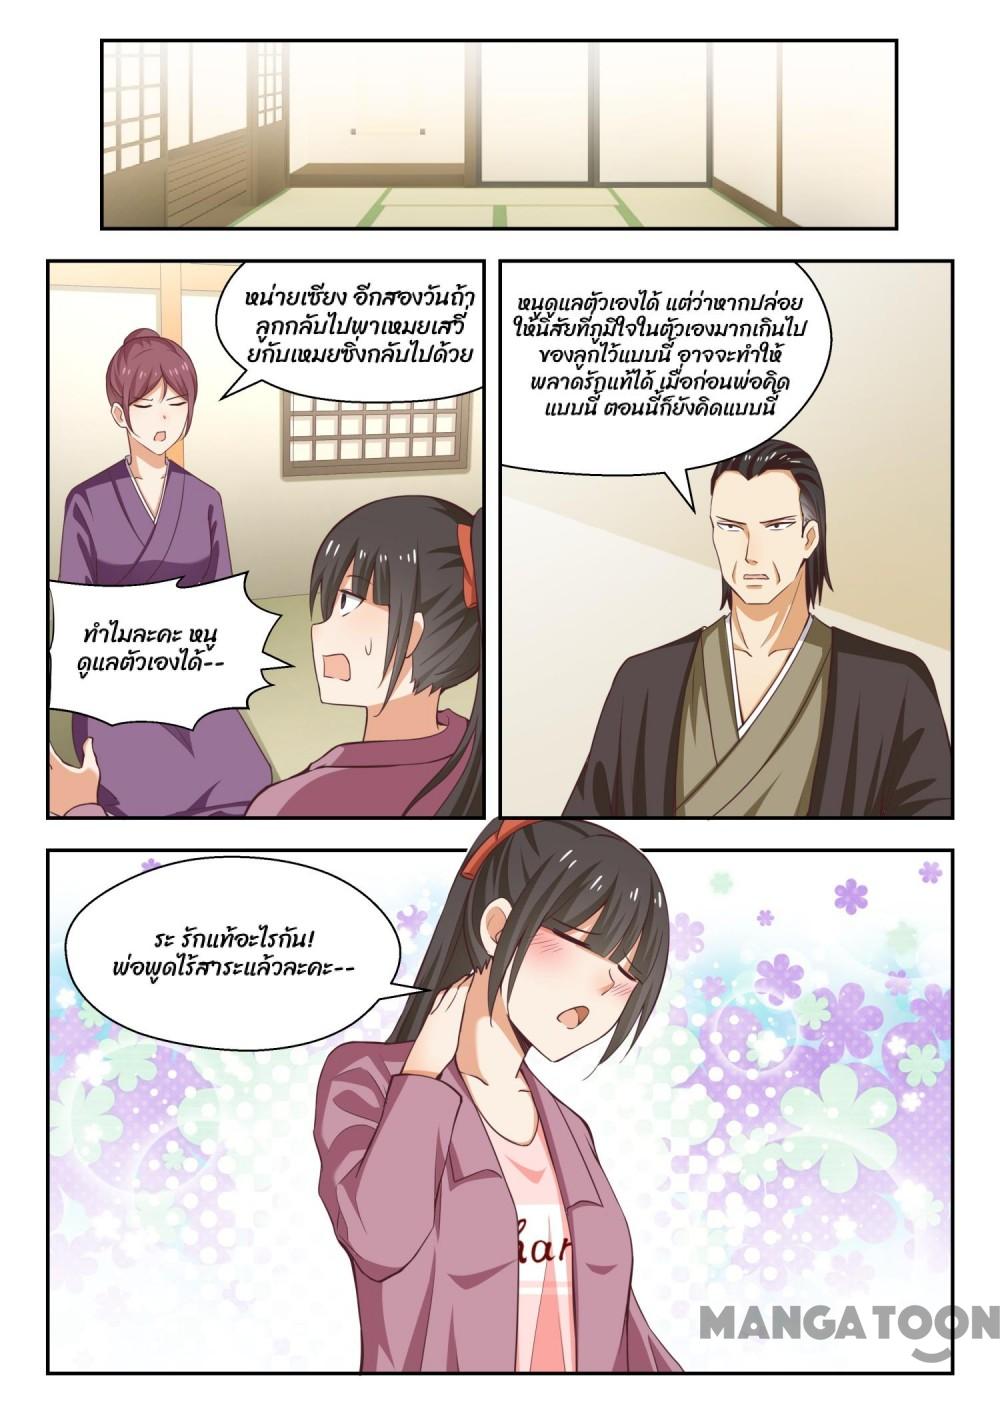 หน่ายเซียง อีกสองวันถ้า
ลูกกลับไปพาเหมยเสวี่
ยกับเหมยซิ่งกลับไปด้วย
ทำไมละคะ หนู
ดูแลตัวเองได้--
หนูดูแลตัวเองได้ แต่ว่าหากปล่อย
ให้นิสัยที่ภูมิใจในตัวเองมากเกินไป
ของลูกไว้แบบนี้ อาจจะทำให้
พลาดรักแท้ได้ เมื่อก่อนพ่อคิด
แบบนี้ ตอนนี้ก็ยังคิดแบบนี้
ระ รักแท้อะไรกัน!
พ่อพูดไร้สาระแล้วละคะ--
har
MANGATOON